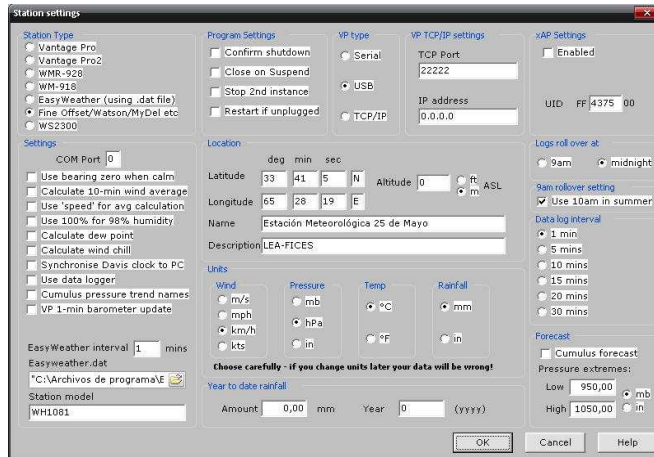 Station settings
Station Type
Vantage Pro
Vantage Pro2
WMR-928
WM-918
EasyWeather (using .dat file)
Fine Offset/Watson/MyDel etc
WS2300
Program Settings
Confirm shutdown
Close on Suspend
Stop 2nd instance
Restart if unplugged
VP type
Serial
USB
TCP/IP
VP TCP/IP settings
TCP Port
22222
IP address
0.0.0.0
xAP Settings
Enabled
UID FF 4375 00
Settings
COM Port 0
Use bearing zero when calm
Calculate 10-min wind average
Use 'speed' for avg calculation
Use 100% for 98% humidity
Calculate dew point
Calculate wind chill
Synchronise Davis clock to PC
Use data logger
Cumulus pressure trend names
VP 1-min barometer update
EasyWeather interval 1 mins
Easyweather.dat
"C:\Archivos de programa\E
Station model
WH1081
Location
deg min sec
Latitude 33 41 5 N
Longitude 65 28 19 E
Altitude 0 ft m ASL
Name Estación Meteorológica 25 de Mayo
Description LEA-FICES
Units
Wind
m/s
mph
km/h
kts
Pressure
mb
hPa
in
Temp
°C
°F
Rainfall
mm
in
Choose carefully - if you change units later your data will be wrong!
Year to date rainfall
Amount 0,00 mm Year 0 (yyyy)
Logs roll over at
9am midnight
9am rollover setting
Use 10am in summer
Data log interval
1 min
5 mins
10 mins
15 mins
20 mins
30 mins
Forecast
Cumulus forecast
Pressure extremes:
Low 950,00 mb
High 1050,00 in
OK Cancel Help